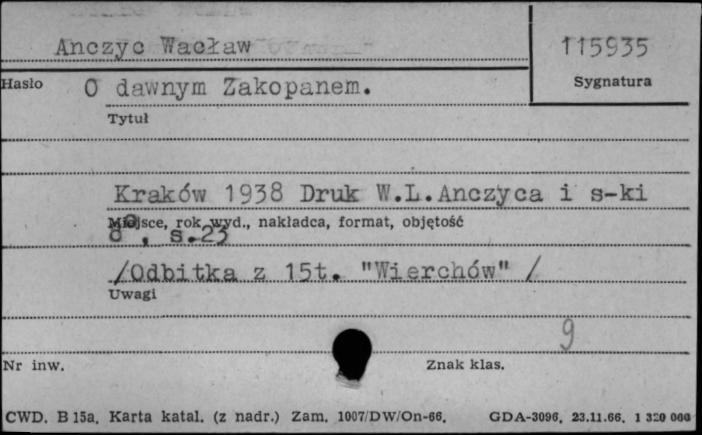 Anczyc Wacław
115935
Hasło O dawnym Zakopanem.
Sygnatura
Tytuł
Kraków 1938 Druk W.L.Anczyca i s-ki
Miejsce, rok wyd., nakładca, format, objętość
8°, s.23
/Odbitka z 15t. "Wierchów" /
Uwagi
9
Nr inw.
Znak klas.
CWD. B 15a. Karta katal. (z nadr.) Zam. 1007/DW/On-66. GDA-3096. 23.11.66. 1 320 000